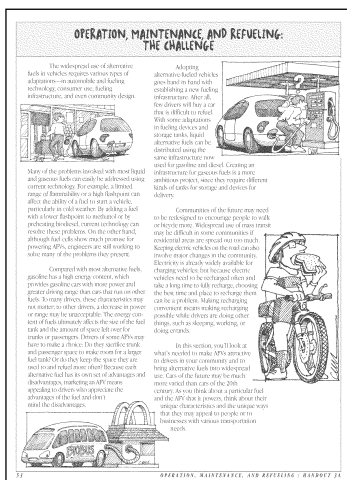 OPERATION, MAINTENANCE, AND REFUELING:
THE CHALLENGE
The widespread use of alternative
fuels in vehicles requires various types of
adaptations—in automobile and fueling
technology, consumer use, fueling
infrastructure, and even community design.
Many of the problems involved with most liquid
and gaseous fuels can easily be addressed using
current technology. For example, a limited
range of flammability or a high flashpoint can
affect the ability of a fuel to start a vehicle,
particularly in cold weather. By adding a fuel
with a lower flashpoint to methanol or by
preheating biodiesel, current technology can
resolve these problems. On the other hand,
although fuel cells show much promise for
powering APVs, engineers are still working to
solve many of the problems they present.
Compared with most alternative fuels,
gasoline has a high energy content, which
provides gasoline cars with more power and
greater driving range than cars that run on other
fuels. To many drivers, these characteristics may
not matter; to other drivers, a decrease in power
or range may be unacceptable. The energy con-
tent of fuels ultimately affects the size of the fuel
tank and the amount of space left over for
trunks or passengers. Drivers of some APVs may
have to make a choice: Do they sacrifice trunk
and passenger space to make room for a larger
fuel tank? Or do they keep the space they are
used to and refuel more often? Because each
alternative fuel has its own set of advantages and
disadvantages, marketing an APV means
appealing to drivers who appreciate the
advantages of the fuel and don't
mind the disadvantages.
Adopting
alternative-fueled vehicles
goes hand in hand with
establishing a new fueling
infrastructure. After all,
few drivers will buy a car
that is difficult to refuel.
With some adaptations
in fueling devices and
storage tanks, liquid
alternative fuels can be
distributed using the
same infrastructure now
used for gasoline and diesel. Creating an
infrastructure for gaseous fuels is a more
ambitious project, since they require different
kinds of tanks for storage and devices for
delivery.
Communities of the future may need
to be redesigned to encourage people to walk
or bicycle more. Widespread use of mass transit
may be difficult in some communities if
residential areas are spread out too much.
Keeping electric vehicles on the road can also
involve major changes in the community.
Electricity is already widely available for
charging vehicles, but because electric
vehicles need to be recharged often and
take a long time to fully recharge, choosing
the best time and place to recharge them
can be a problem. Making recharging
convenient means making recharging
possible while drivers are doing other
things, such as sleeping, working, or
doing errands.
In this section, you'll look at
what's needed to make APVs attractive
to drivers in your community and to
bring alternative fuels into widespread
use. Cars of the future may be much
more varied than cars of the 20th
century. As you think about a particular fuel
and the APV that it powers, think about their
unique characteristics and the unique ways
that they may appeal to people or to
businesses with various transportation
needs.
OPERATION, MAINTENANCE, AND REFUELING / HANDOUT 3A